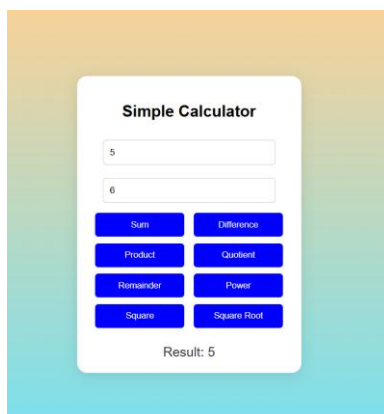 Simple Calculator
5
6
Sum Difference
Product Quotient
Remainder Power
Square Square Root
Result: 5